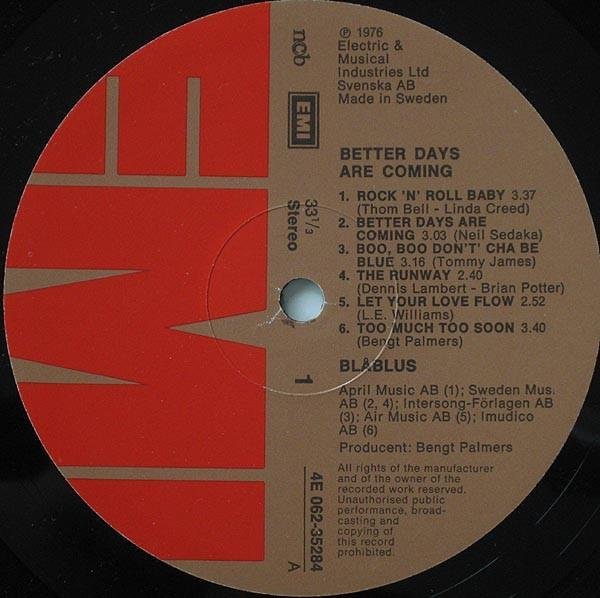 ncb
℗ 1976
Electric &
Musical
Industries Ltd
Svenska AB
Made in Sweden
EMI
BETTER DAYS
ARE COMING
33 1/3
Stereo
1. ROCK 'N' ROLL BABY 3.37
(Thom Bell - Linda Creed)
2. BETTER DAYS ARE
COMING 3.03 (Neil Sedaka)
3. BOO, BOO DON'T' CHA BE
BLUE 3.16 (Tommy James)
4. THE RUNWAY 2.40
(Dennis Lambert - Brian Potter)
5. LET YOUR LOVE FLOW 2.52
(L.E. Williams)
6. TOO MUCH TOO SOON 3.40
(Bengt Palmers)
1
BLÅBLUS
April Music AB (1); Sweden Mus.
AB (2, 4); Intersong-Förlagen AB
(3); Air Music AB (5); Imudico
AB (6)
Producent: Bengt Palmers
4E 062-35284
A
All rights of the manufacturer
and of the owner of the
recorded work reserved.
Unauthorised public
performance, broad-
casting and
copying of
this record
prohibited.
EMI